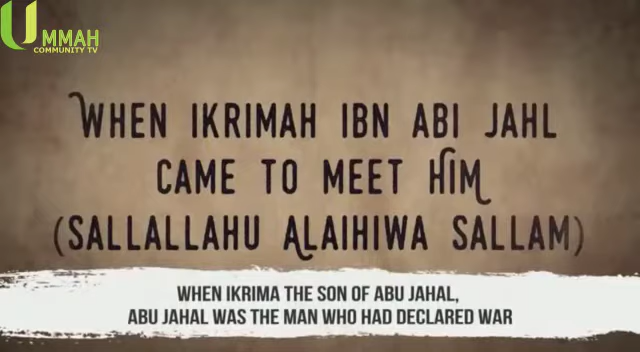 UMMAH
COMMUNITY TV
WHEN IKRIMAH IBN ABI JAHL
CAME TO MEET HIM
(SALLALLAHU ALAIHIWA SALLAM)
WHEN IKRIMA THE SON OF ABU JAHAL,
ABU JAHAL WAS THE MAN WHO HAD DECLARED WAR